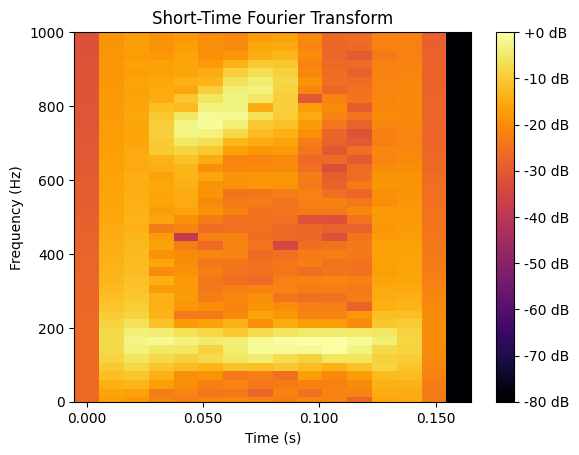 Short-Time Fourier Transform
1000
800
600
400
200
0
Frequency (Hz)
0.000
0.050
0.100
0.150
Time (s)
+0 dB
-10 dB
-20 dB
-30 dB
-40 dB
-50 dB
-60 dB
-70 dB
-80 dB